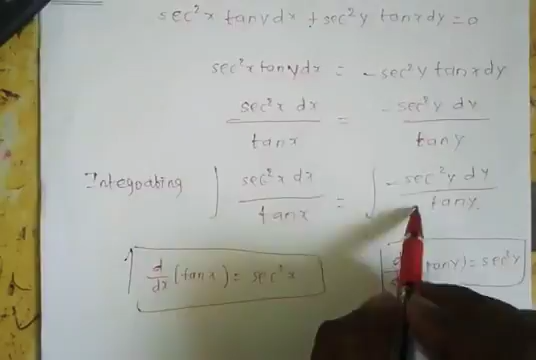 sec²x tany dx + sec²y tanx dy = 0
sec²x tany dx = - sec²y tanx dy
sec²x dx / tanx = - sec²y dy / tany
Integrating ∫ sec²x dx / tanx = ∫ - sec²y dy / tany
d/dx (tanx) = sec²x
d (tany) = sec²y